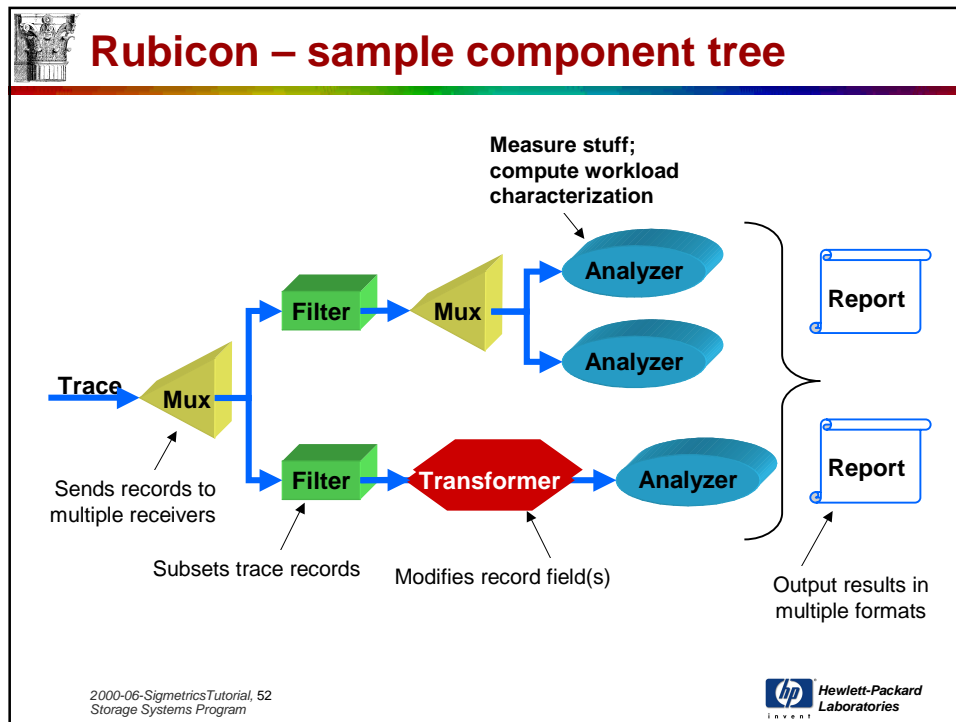 Rubicon – sample component tree
Measure stuff;
compute workload
characterization
Analyzer
Filter
Mux
Analyzer
Report
Trace
Mux
Filter
Transformer
Analyzer
Report
Sends records to
multiple receivers
Subsets trace records
Modifies record field(s)
Output results in
multiple formats
2000-06-SigmetricsTutorial, 52
Storage Systems Program
hp
invent
Hewlett-Packard
Laboratories